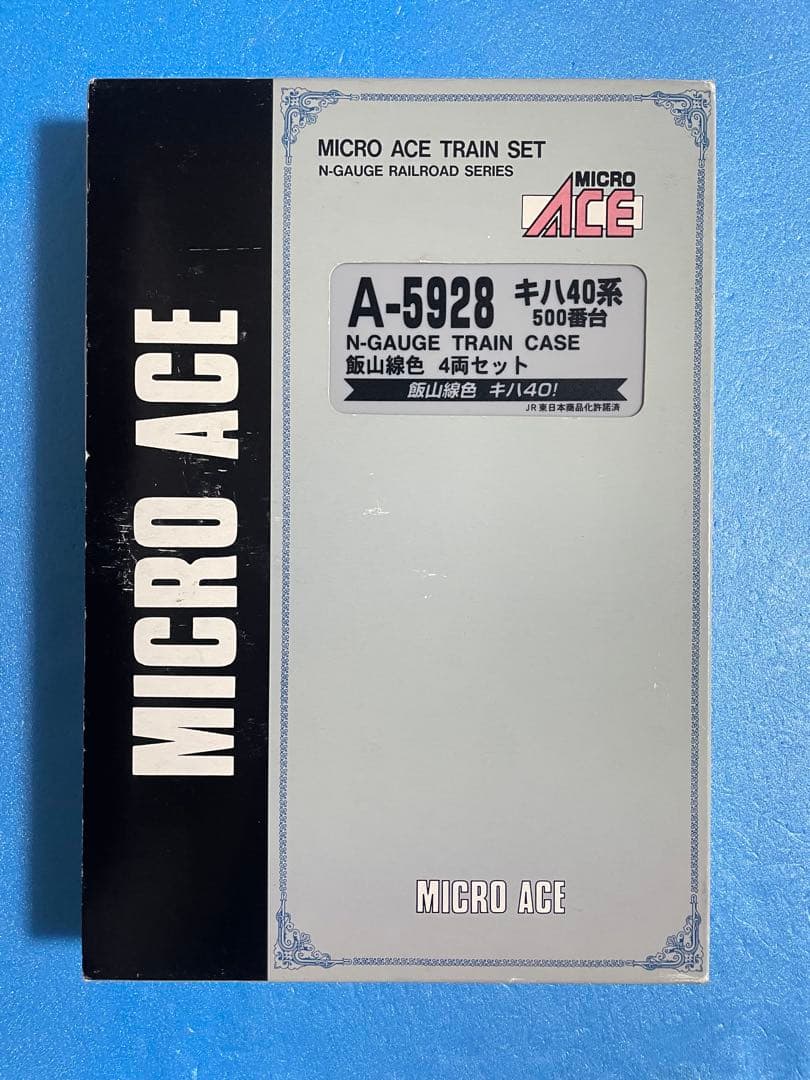 MICRO ACE
MICRO ACE TRAIN SET
N-GAUGE RAILROAD SERIES
MICRO
ACE
A-5928 キハ40系
500番台
N-GAUGE TRAIN CASE
飯山線色 4両セット
飯山線色 キハ40!
JR東日本商品化許諾済
MICRO ACE